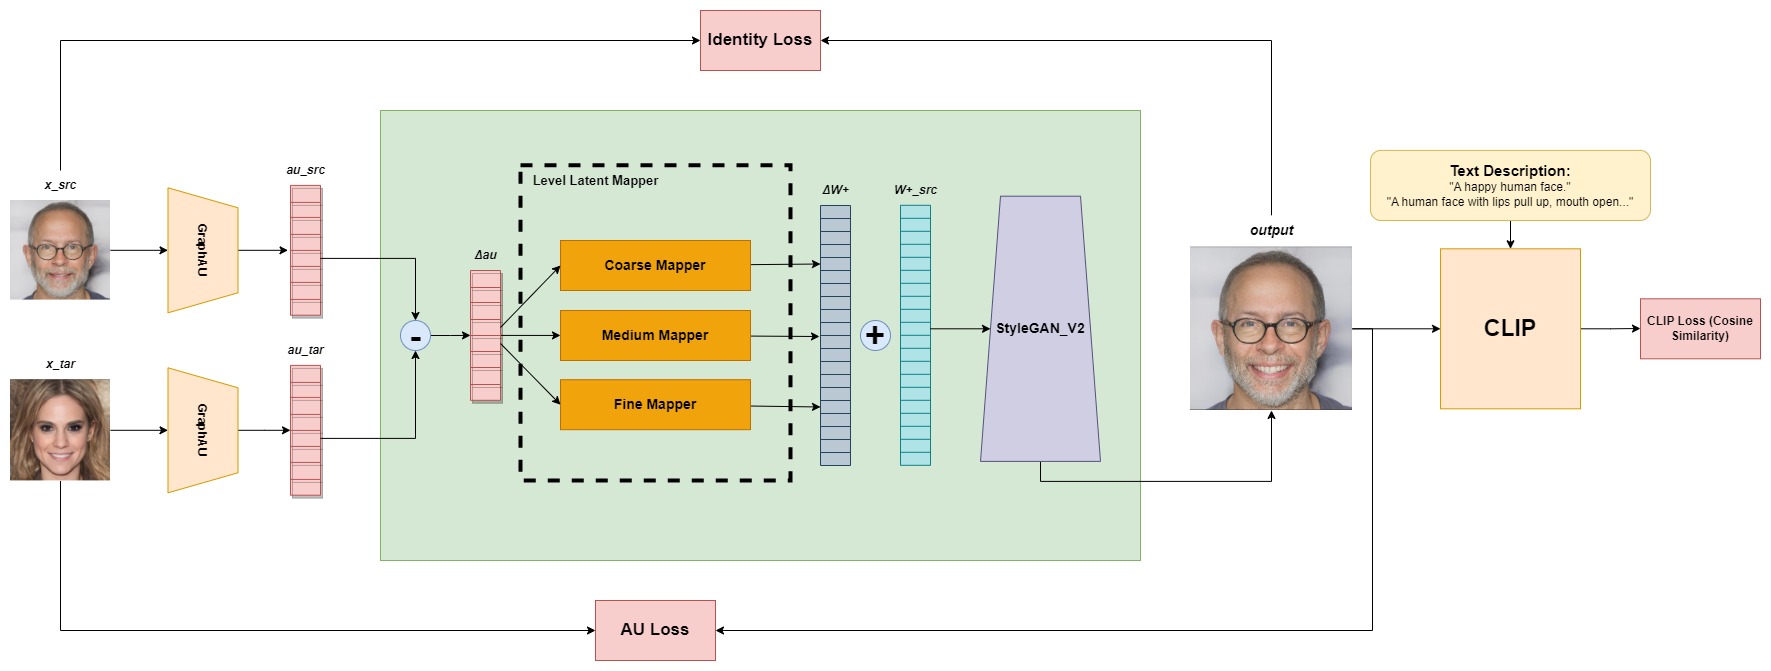 Identity Loss
x_src
GraphAU
au_src
x_tar
GraphAU
au_tar
-
Δau
Level Latent Mapper
Coarse Mapper
Medium Mapper
Fine Mapper
ΔW+
+
W+_src
StyleGAN_V2
output
Text Description:
"A happy human face."
"A human face with lips pull up, mouth open..."
CLIP
CLIP Loss (Cosine
Similarity)
AU Loss